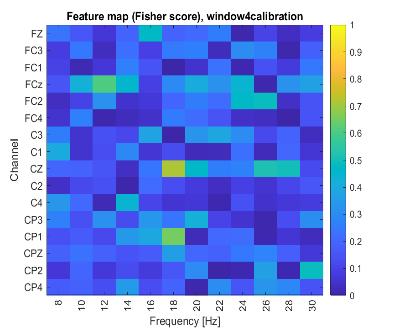 Feature map (Fisher score), window4calibration
FZ
FC3
FC1
FCz
FC2
FC4
C3
C1
CZ
C2
C4
CP3
CP1
CPZ
CP2
CP4
Channel
8 10 12 14 16 18 20 22 24 26 28 30
Frequency [Hz]
1
0.9
0.8
0.7
0.6
0.5
0.4
0.3
0.2
0.1
0